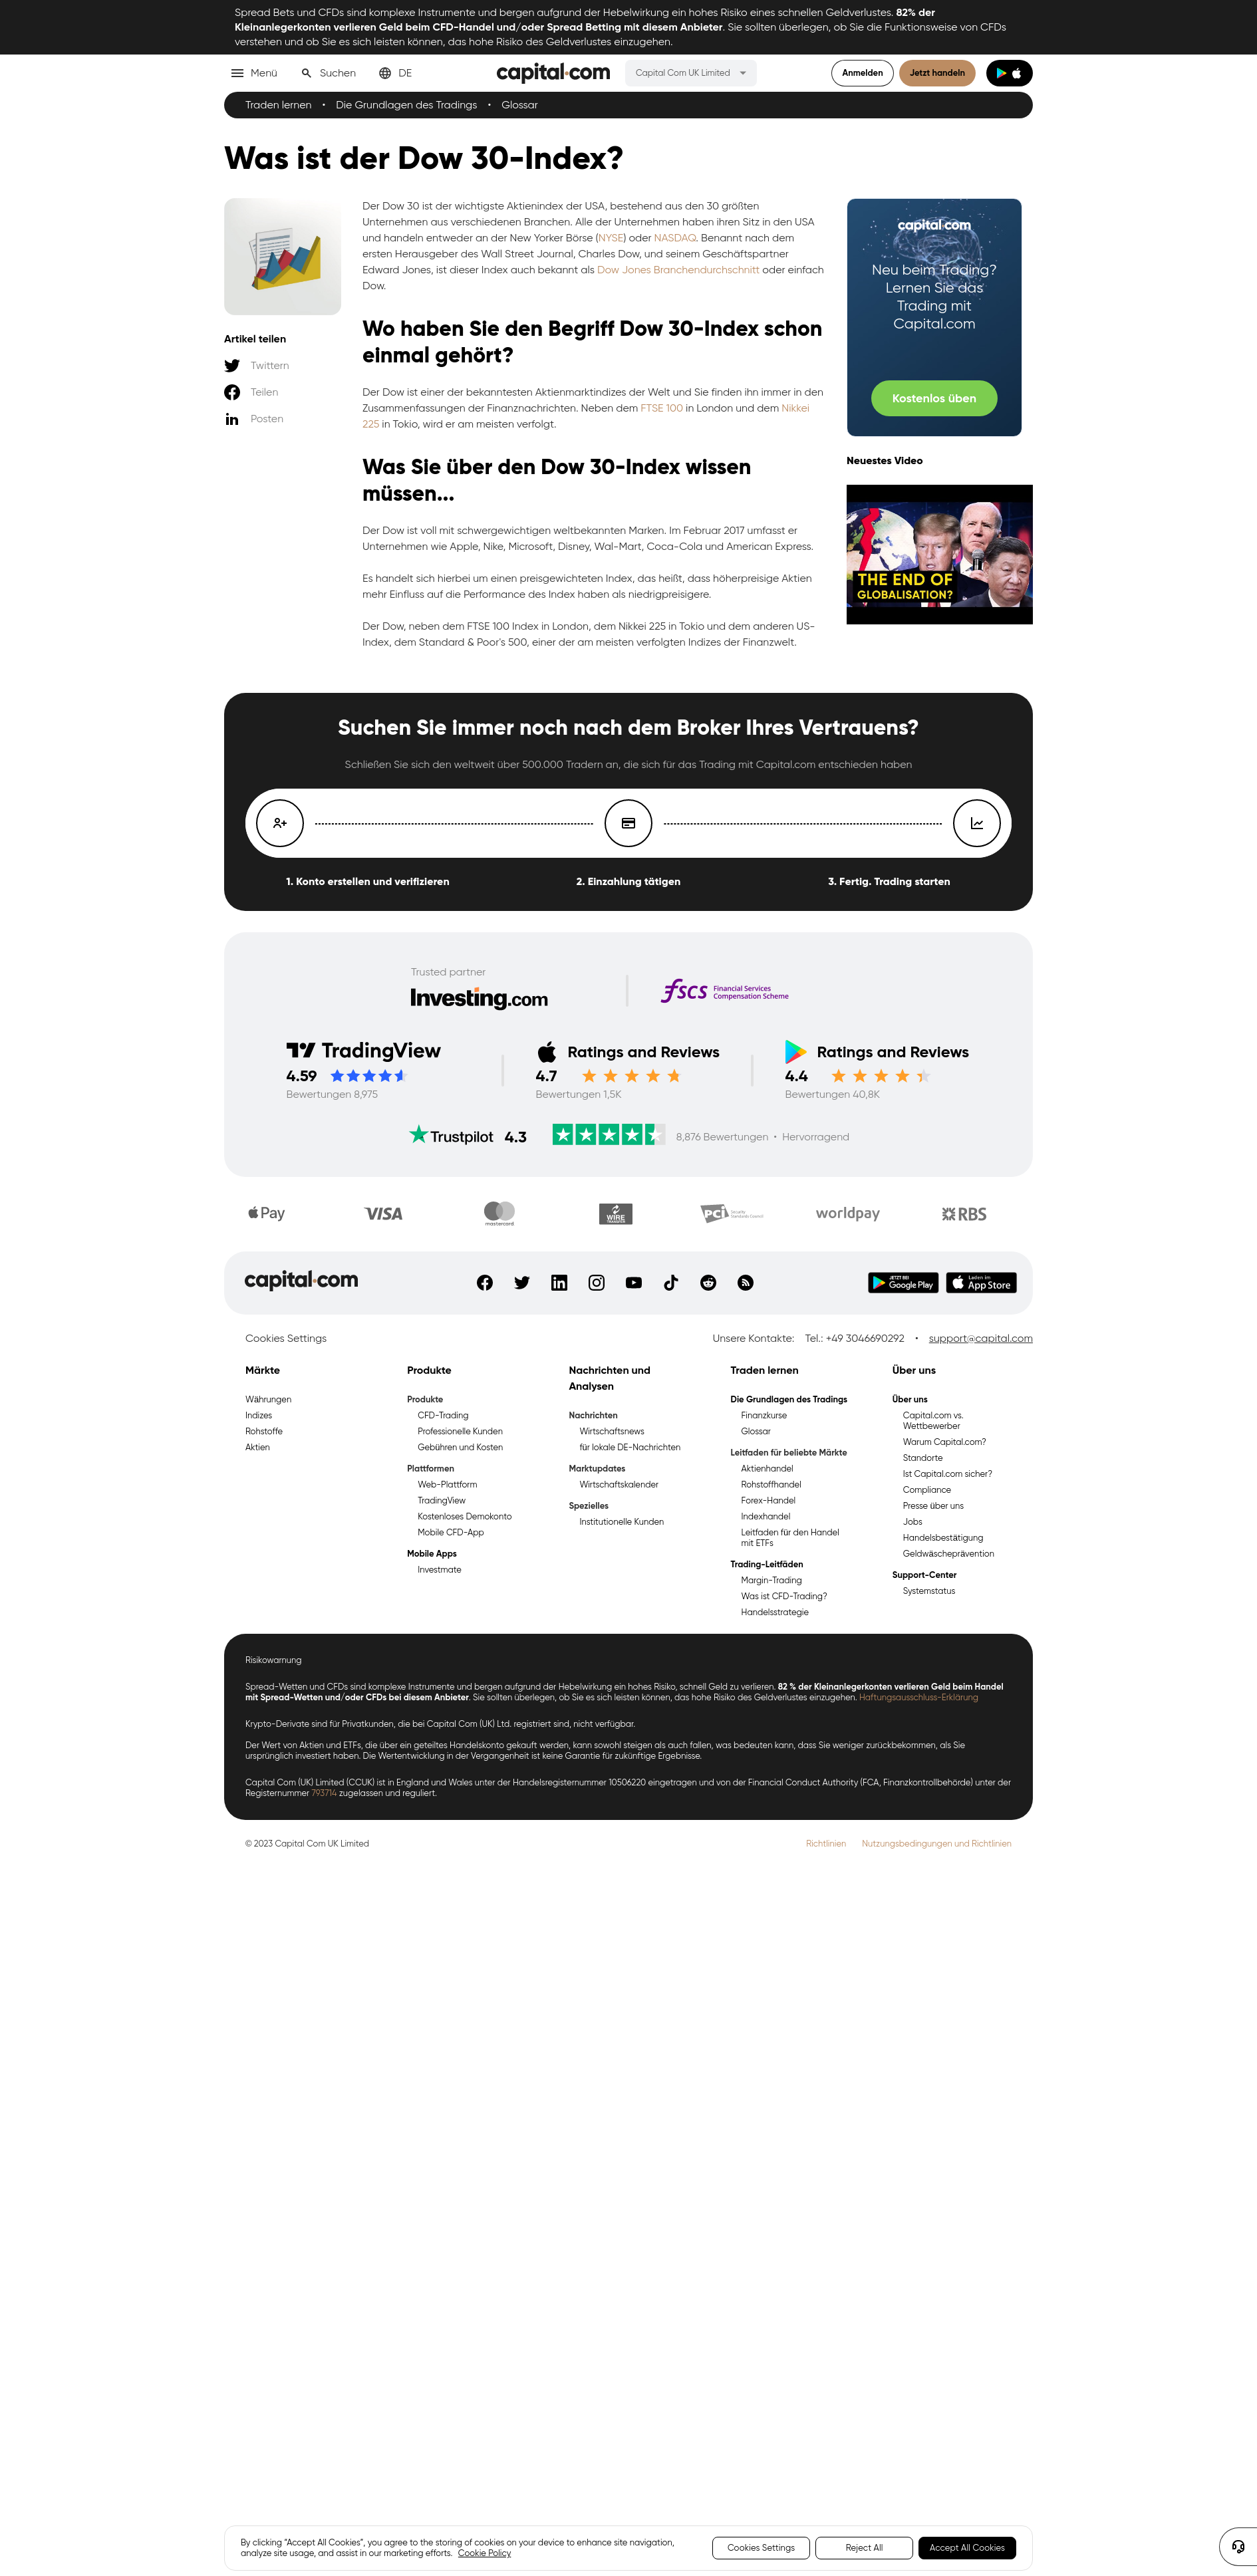 Spread Bets und CFDs sind komplexe Instrumente und bergen aufgrund der Hebelwirkung ein hohes Risiko eines schnellen Geldverlustes. 82% der
Kleinanlegerkonten verlieren Geld beim CFD-Handel und/oder Spread Betting mit diesem Anbieter. Sie sollten überlegen, ob Sie die Funktionsweise von CFDs
verstehen und ob Sie es sich leisten können, das hohe Risiko des Geldverlustes einzugehen.
Menü
Suchen
DE
capital.com
Capital Com UK Limited
Anmelden
Jetzt handeln
Traden lernen • Die Grundlagen des Tradings • Glossar
Was ist der Dow 30-Index?
Der Dow 30 ist der wichtigste Aktienindex der USA, bestehend aus den 30 größten
Unternehmen aus verschiedenen Branchen. Alle der Unternehmen haben ihren Sitz in den USA
und handeln entweder an der New Yorker Börse (NYSE) oder NASDAQ. Benannt nach dem
ersten Herausgeber des Wall Street Journal, Charles Dow, und seinem Geschäftspartner
Edward Jones, ist dieser Index auch bekannt als Dow Jones Branchendurchschnitt oder einfach
Dow.
Artikel teilen
Twittern
Teilen
Posten
Wo haben Sie den Begriff Dow 30-Index schon
einmal gehört?
Der Dow ist einer der bekanntesten Aktienmarktindizes der Welt und Sie finden ihn immer in den
Zusammenfassungen der Finanznachrichten. Neben dem FTSE 100 in London und dem Nikkei
225 in Tokio, wird er am meisten verfolgt.
Was Sie über den Dow 30-Index wissen
müssen...
Der Dow ist voll mit schwergewichtigen weltbekannten Marken. Im Februar 2017 umfasst er
Unternehmen wie Apple, Nike, Microsoft, Disney, Wal-Mart, Coca-Cola und American Express.
Es handelt sich hierbei um einen preisgewichteten Index, das heißt, dass höherpreisige Aktien
mehr Einfluss auf die Performance des Index haben als niedrigpreisigere.
Der Dow, neben dem FTSE 100 Index in London, dem Nikkei 225 in Tokio und dem anderen US-
Index, dem Standard & Poor's 500, einer der am meisten verfolgten Indizes der Finanzwelt.
capital.com
Neu beim Trading?
Lernen Sie das
Trading mit
Capital.com
Kostenlos üben
Neuestes Video
THE END OF
GLOBALISATION?
Suchen Sie immer noch nach dem Broker Ihres Vertrauens?
Schließen Sie sich den weltweit über 500.000 Tradern an, die sich für das Trading mit Capital.com entschieden haben
1. Konto erstellen und verifizieren
2. Einzahlung tätigen
3. Fertig. Trading starten
Trusted partner
Investing.com
fscs Financial Services
Compensation Scheme
TradingView
4.59
Bewertungen 8,975
Ratings and Reviews
4.7
Bewertungen 1,5K
Ratings and Reviews
4.4
Bewertungen 40,8K
Trustpilot 4.3
8,876 Bewertungen • Hervorragend
Pay
VISA
mastercard
WIRE
TRANSFER
PCI Security
Standards Council
worldpay
RBS
capital.com
JETZT BEI
Google Play
Laden im
App Store
Cookies Settings
Unsere Kontakte: Tel.: +49 3046690292 • support@capital.com
Märkte
Währungen
Indizes
Rohstoffe
Aktien
Produkte
Produkte
CFD-Trading
Professionelle Kunden
Gebühren und Kosten
Plattformen
Web-Plattform
TradingView
Kostenloses Demokonto
Mobile CFD-App
Mobile Apps
Investmate
Nachrichten und
Analysen
Nachrichten
Wirtschaftsnews
für lokale DE-Nachrichten
Marktupdates
Wirtschaftskalender
Spezielles
Institutionelle Kunden
Traden lernen
Die Grundlagen des Tradings
Finanzkurse
Glossar
Leitfaden für beliebte Märkte
Aktienhandel
Rohstoffhandel
Forex-Handel
Indexhandel
Leitfaden für den Handel
mit ETFs
Trading-Leitfäden
Margin-Trading
Was ist CFD-Trading?
Handelsstrategie
Über uns
Über uns
Capital.com vs.
Wettbewerber
Warum Capital.com?
Standorte
Ist Capital.com sicher?
Compliance
Presse über uns
Jobs
Handelsbestätigung
Geldwäscheprävention
Support-Center
Systemstatus
Risikowarnung
Spread-Wetten und CFDs sind komplexe Instrumente und bergen aufgrund der Hebelwirkung ein hohes Risiko, schnell Geld zu verlieren. 82 % der Kleinanlegerkonten verlieren Geld beim Handel
mit Spread-Wetten und/oder CFDs bei diesem Anbieter. Sie sollten überlegen, ob Sie es sich leisten können, das hohe Risiko des Geldverlustes einzugehen. Haftungsausschluss-Erklärung
Krypto-Derivate sind für Privatkunden, die bei Capital Com (UK) Ltd. registriert sind, nicht verfügbar.
Der Wert von Aktien und ETFs, die über ein geteiltes Handelskonto gekauft werden, kann sowohl steigen als auch fallen, was bedeuten kann, dass Sie weniger zurückbekommen, als Sie
ursprünglich investiert haben. Die Wertentwicklung in der Vergangenheit ist keine Garantie für zukünftige Ergebnisse.
Capital Com (UK) Limited (CCUK) ist in England und Wales unter der Handelsregisternummer 10506220 eingetragen und von der Financial Conduct Authority (FCA, Finanzkontrollbehörde) unter der
Registernummer 793714 zugelassen und reguliert.
© 2023 Capital Com UK Limited
Richtlinien
Nutzungsbedingungen und Richtlinien
By clicking “Accept All Cookies”, you agree to the storing of cookies on your device to enhance site navigation,
analyze site usage, and assist in our marketing efforts. Cookie Policy
Cookies Settings
Reject All
Accept All Cookies